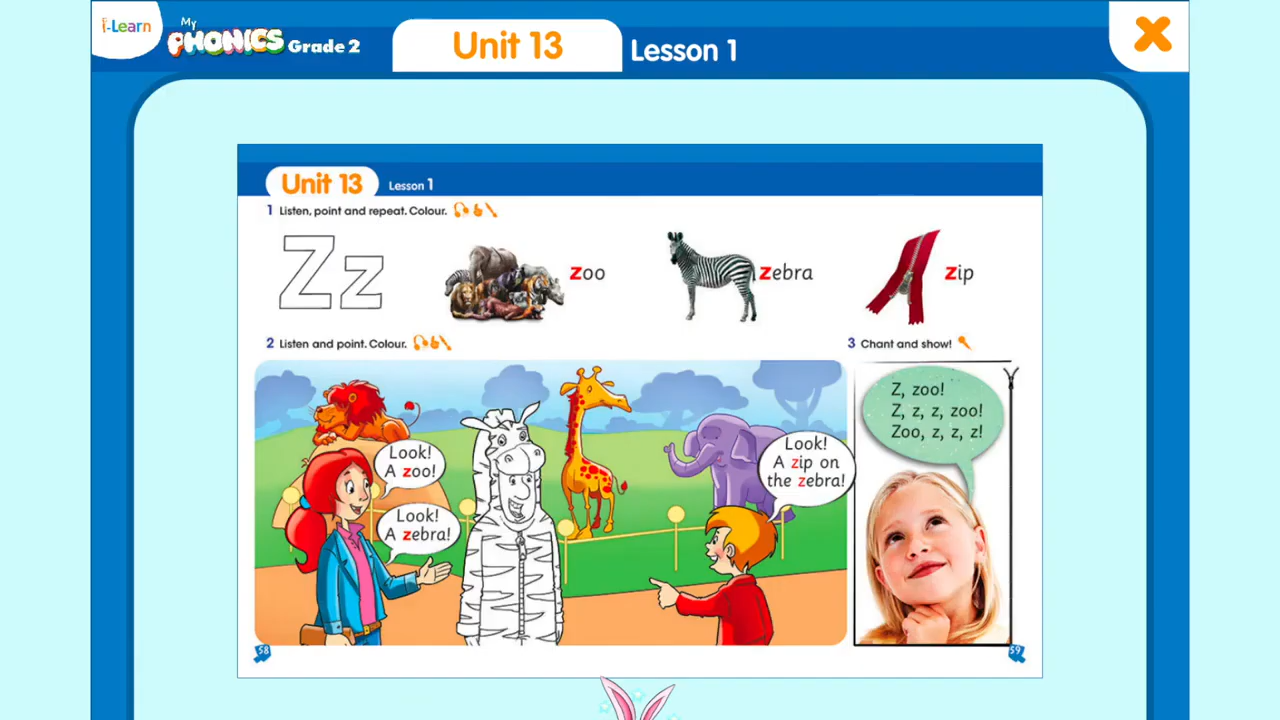 i-Learn
My
PHONICS Grade 2
Unit 13
Lesson 1
Unit 13
Lesson 1
1 Listen, point and repeat. Colour.
Zz
zoo
zebra
zip
2 Listen and point. Colour.
3 Chant and show!
Look!
A zoo!
Look!
A zebra!
Look!
A zip on
the zebra!
Z, zoo!
Z, z, z, zoo!
Zoo, z, z, z!
58
59